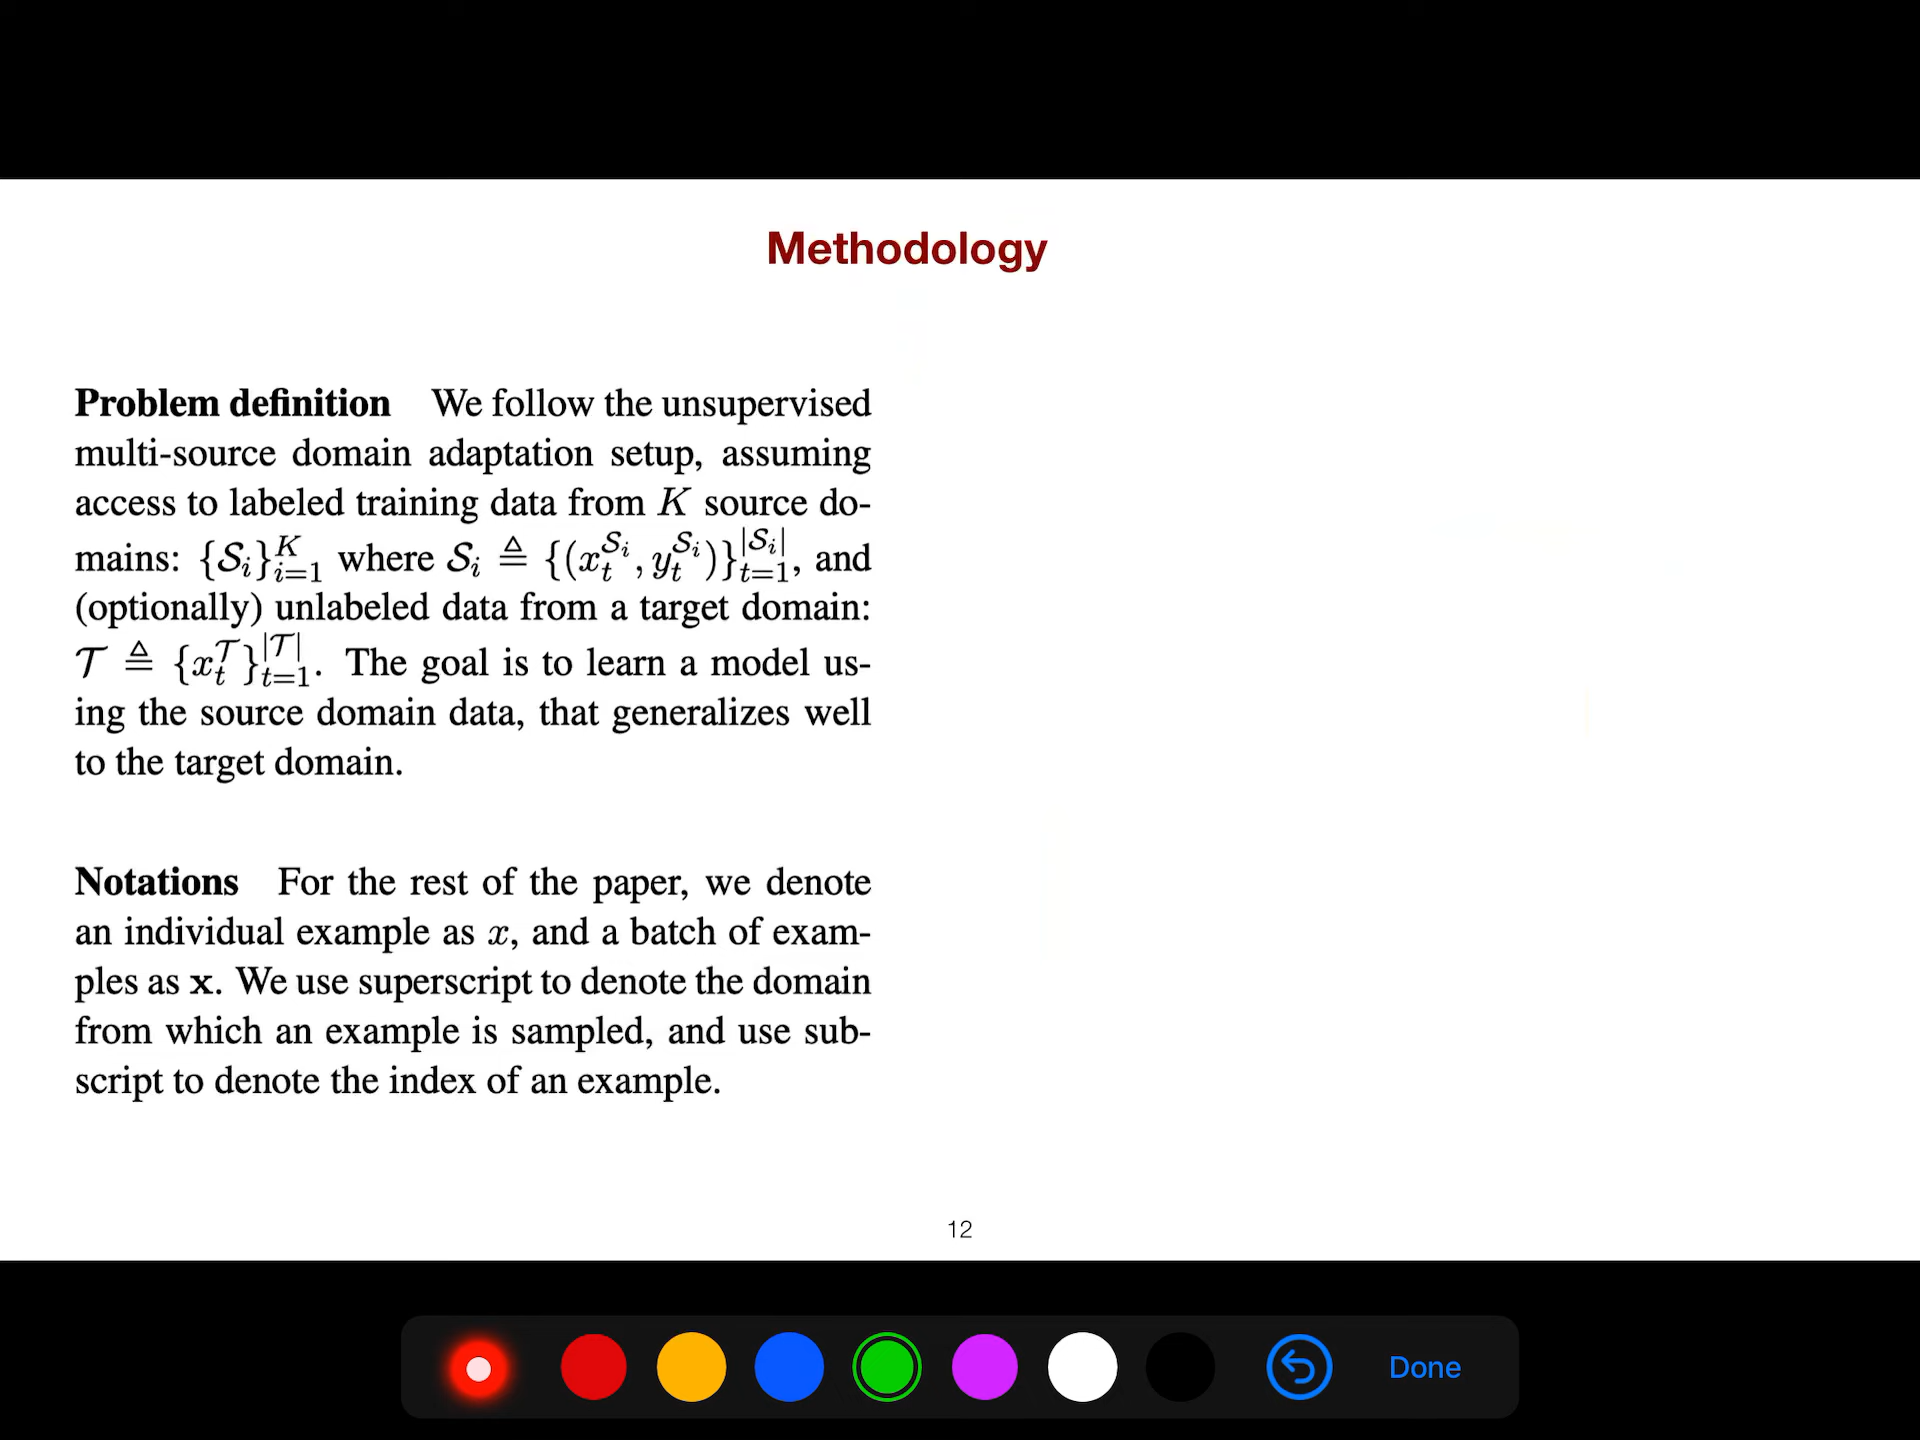 Methodology
Problem definition We follow the unsupervised
multi-source domain adaptation setup, assuming
access to labeled training data from K source do-
mains: {𝒮ᵢ}ᴷᵢ₌₁ where 𝒮ᵢ ≜ {(x_t^{𝒮_i}, y_t^{𝒮_i})}_{t=1}^{|𝒮_i|}, and
(optionally) unlabeled data from a target domain:
𝒯 ≜ {x_t^𝒯}_{t=1}^{|𝒯|}. The goal is to learn a model us-
ing the source domain data, that generalizes well
to the target domain.
Notations For the rest of the paper, we denote
an individual example as x, and a batch of exam-
ples as x. We use superscript to denote the domain
from which an example is sampled, and use sub-
script to denote the index of an example.
12
Done